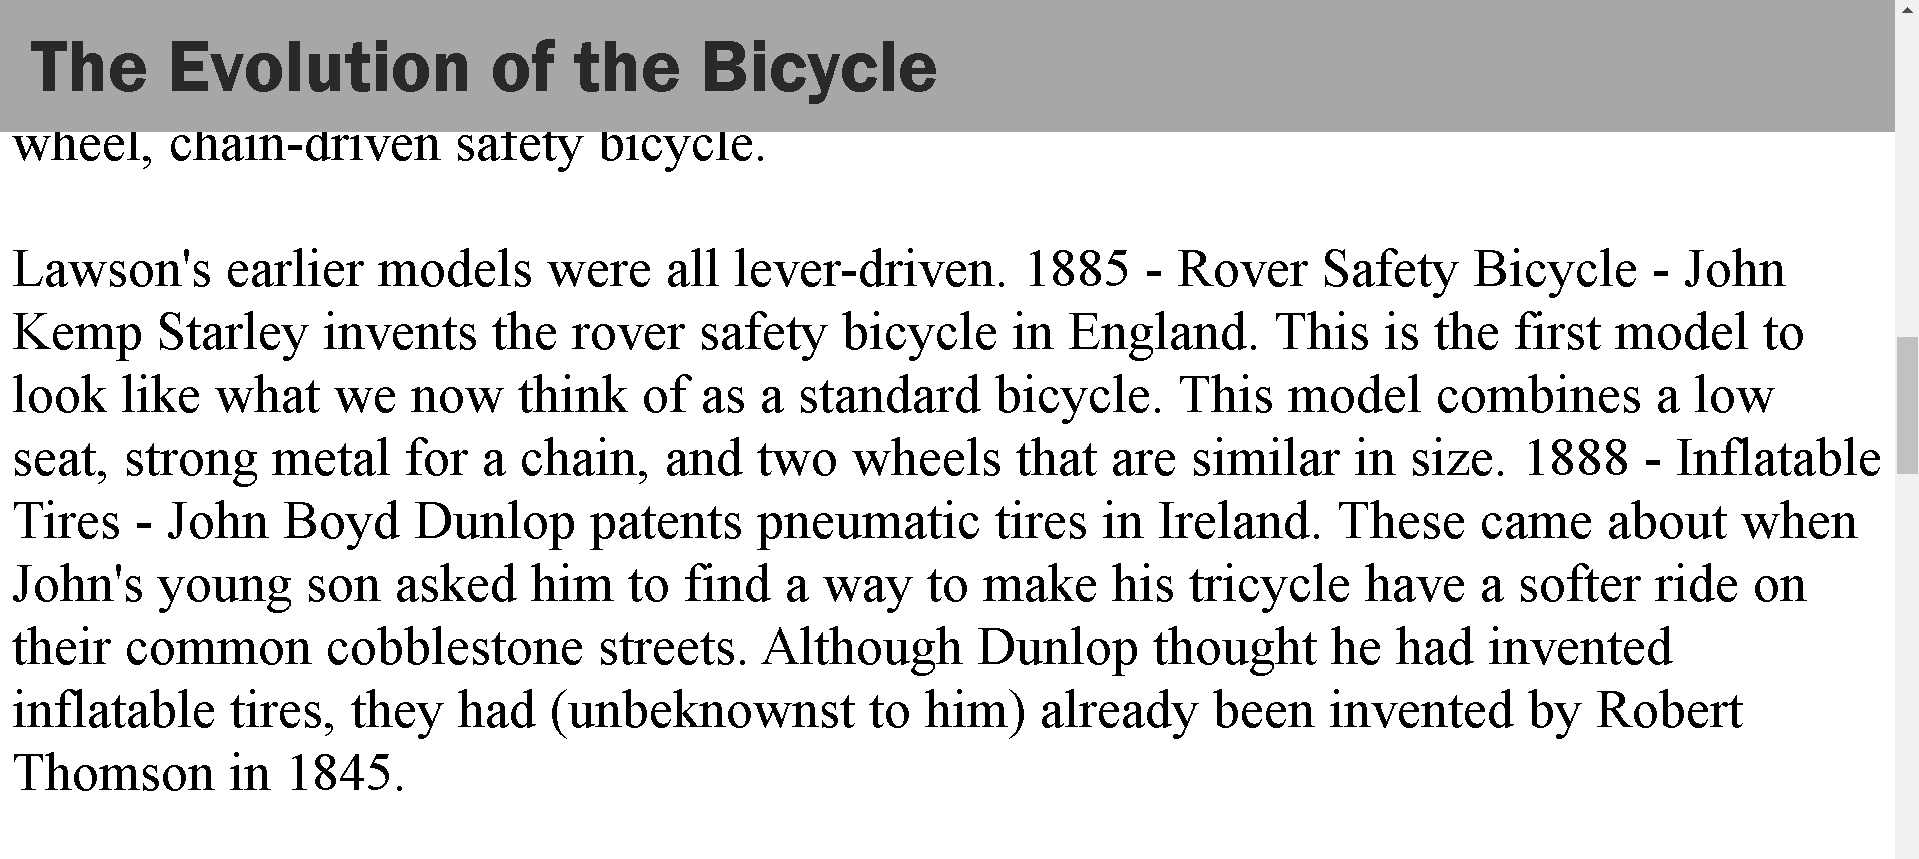 The Evolution of the Bicycle
wheel, chain-driven safety bicycle.
Lawson's earlier models were all lever-driven. 1885 - Rover Safety Bicycle - John
Kemp Starley invents the rover safety bicycle in England. This is the first model to
look like what we now think of as a standard bicycle. This model combines a low
seat, strong metal for a chain, and two wheels that are similar in size. 1888 - Inflatable
Tires - John Boyd Dunlop patents pneumatic tires in Ireland. These came about when
John's young son asked him to find a way to make his tricycle have a softer ride on
their common cobblestone streets. Although Dunlop thought he had invented
inflatable tires, they had (unbeknownst to him) already been invented by Robert
Thomson in 1845.